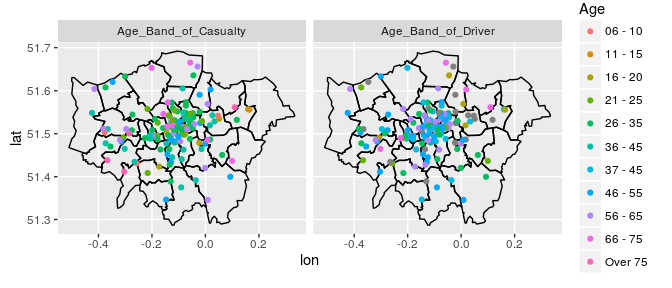 Age_Band_of_Casualty Age_Band_of_Driver
51.7
51.6
51.5
51.4
51.3
lat
-0.4 -0.2 0.0 0.2 -0.4 -0.2 0.0 0.2
lon
Age
06 - 10
11 - 15
16 - 20
21 - 25
26 - 35
36 - 45
37 - 45
46 - 55
56 - 65
66 - 75
Over 75